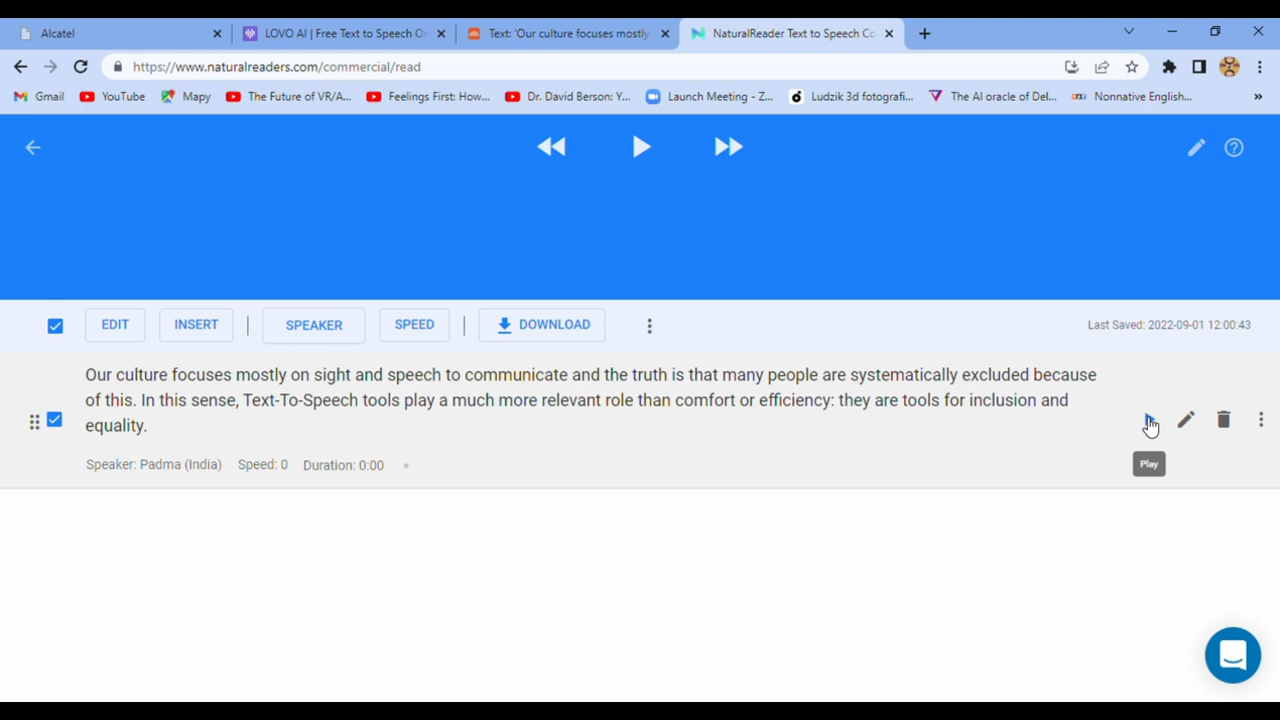 Alcatel
LOVO AI | Free Text to Speech On
Text: 'Our culture focuses mostly
NaturalReader Text to Speech Co
https://www.naturalreaders.com/commercial/read
Gmail
YouTube
Mapy
The Future of VR/A...
Feelings First: How...
Dr. David Berson: Y...
Launch Meeting - Z...
Ludzik 3d fotografi...
The AI oracle of Del...
Nonnative English...
EDIT
INSERT
SPEAKER
SPEED
DOWNLOAD
Last Saved: 2022-09-01 12:00:43
Our culture focuses mostly on sight and speech to communicate and the truth is that many people are systematically excluded because
of this. In this sense, Text-To-Speech tools play a much more relevant role than comfort or efficiency: they are tools for inclusion and
equality.
Speaker: Padma (India) Speed: 0 Duration: 0:00
Play